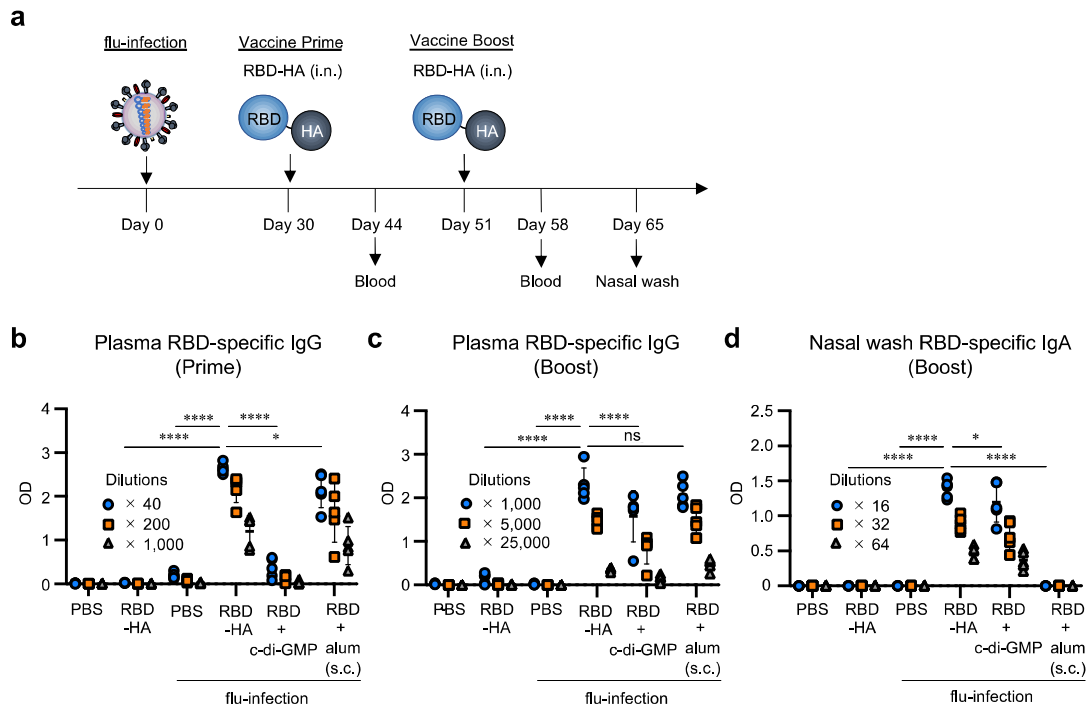 a
flu-infection
Vaccine Prime
Vaccine Boost
RBD-HA (i.n.)
RBD-HA (i.n.)
RBD
HA
RBD
HA
Day 0
Day 30
Day 44
Day 51
Day 58
Day 65
Blood
Blood
Nasal wash
b
Plasma RBD-specific IgG
(Prime)
****
****
****
*
4
3
2
1
0
OD
Dilutions
× 40
× 200
× 1,000
PBS
RBD
-HA
PBS
RBD
-HA
RBD
+
c-di-GMP
RBD
+
alum
(s.c.)
flu-infection
c
Plasma RBD-specific IgG
(Boost)
****
****
****
ns
4
3
2
1
0
OD
Dilutions
× 1,000
× 5,000
× 25,000
PBS
RBD
-HA
PBS
RBD
-HA
RBD
+
c-di-GMP
RBD
+
alum
(s.c.)
flu-infection
d
Nasal wash RBD-specific IgA
(Boost)
****
*
****
****
2.5
2.0
1.5
1.0
0.5
0
OD
Dilutions
× 16
× 32
× 64
PBS
RBD
-HA
PBS
RBD
-HA
RBD
+
c-di-GMP
RBD
+
alum
(s.c.)
flu-infection